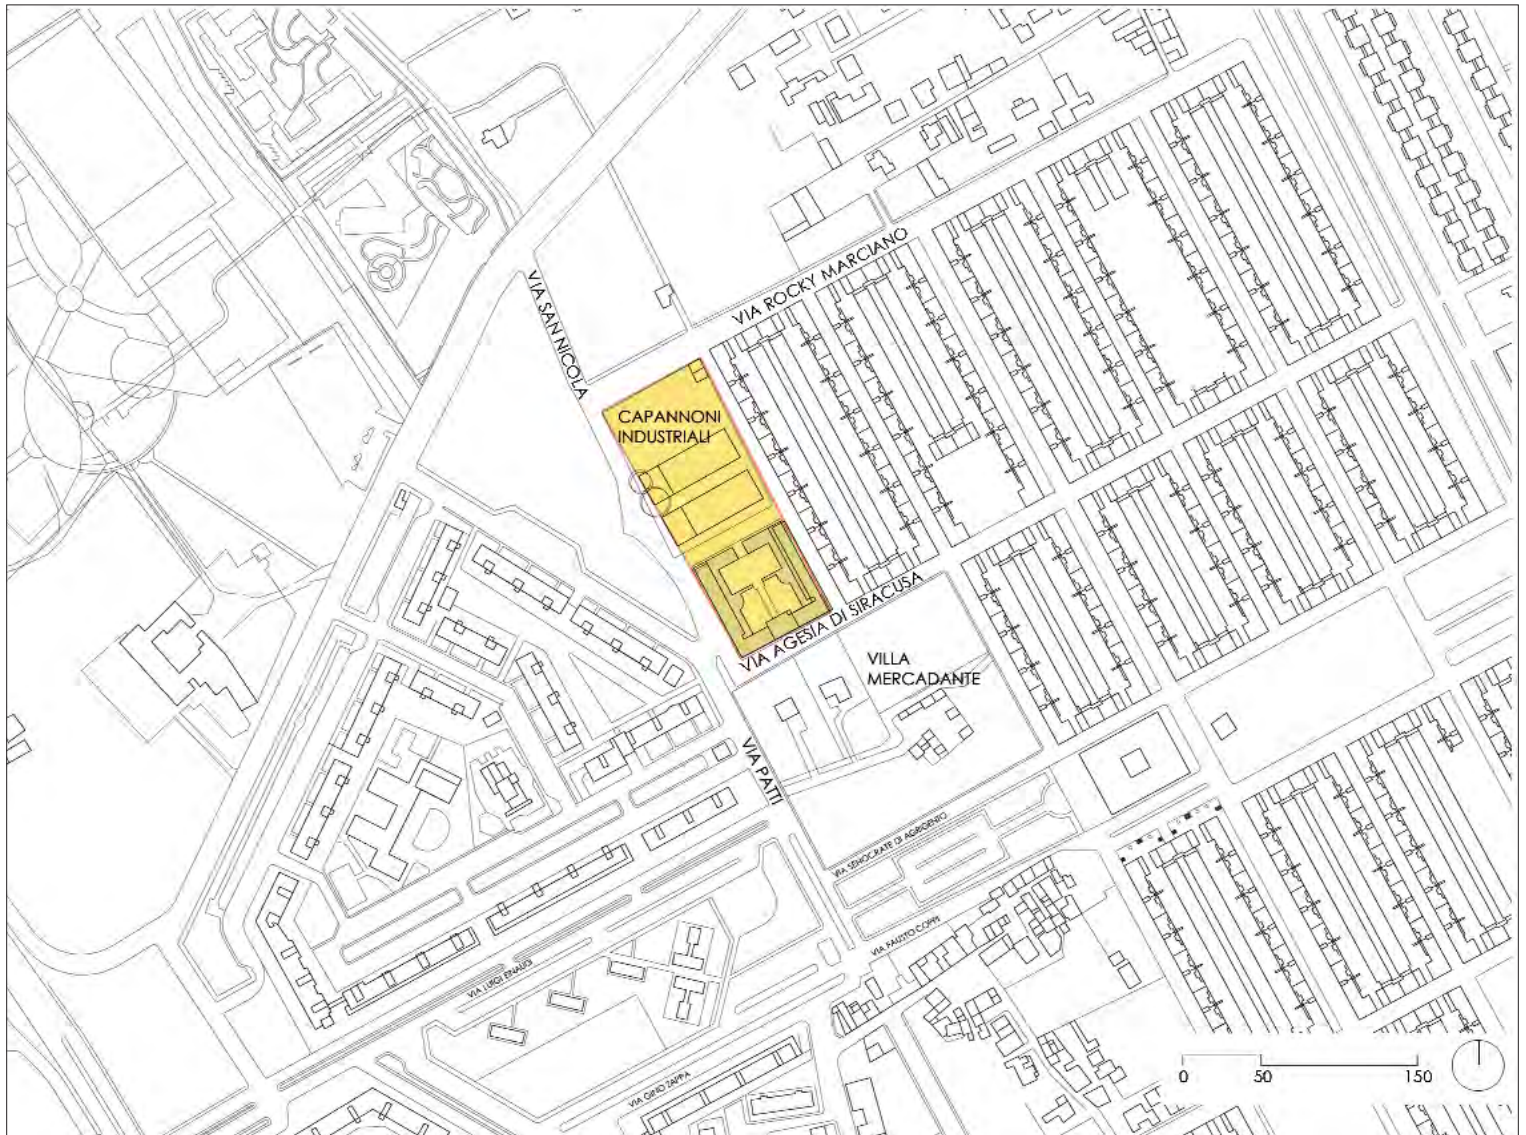 VIA ROCKY MARCIANO
VIA SAN NICOLA
CAPANNONI
INDUSTRIALI
VIA AGESIA DI SIRACUSA
VILLA
MERCADANTE
VIA PATTI
VIA SENOCRATE DI AGRIGENTO
VIA FAUSTO COPPI
VIA LUIGI EINAUDI
VIA GINO ZAPPA
0 50 150